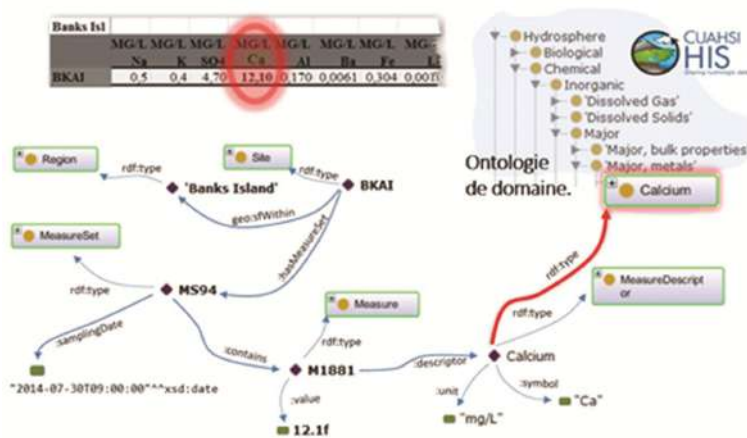 Banks Isl
MG/L MG/L MG/L MG/L MG/L MG/L MG/L
Na K SO4 Ca Al Ba Fe
BKAI 0,5 0,4 4,70 12,10 0,170 0,0061 0,304
CUAHSI
HIS
Hydrosphere
Biological
Chemical
Inorganic
'Dissolved Gas'
'Dissolved Solids'
Major
'Major, bulk properties'
'Major, metals'
Calcium
Ontologie
de domaine.
Region
rdf:type
'Banks Island'
Site
rdf:type
BKAI
geo:sfWithin
:hasMeasureSet
MeasureSet
rdf:type
MS94
:samplingDate
"2014-07-30T09:00:00"^^xsd:date
:contains
Measure
rdf:type
M1881
:value
12.1f
:descriptor
rdf:type
MeasureDescript
or
rdf:type
Calcium
:unit
"mg/L"
:symbol
"Ca"